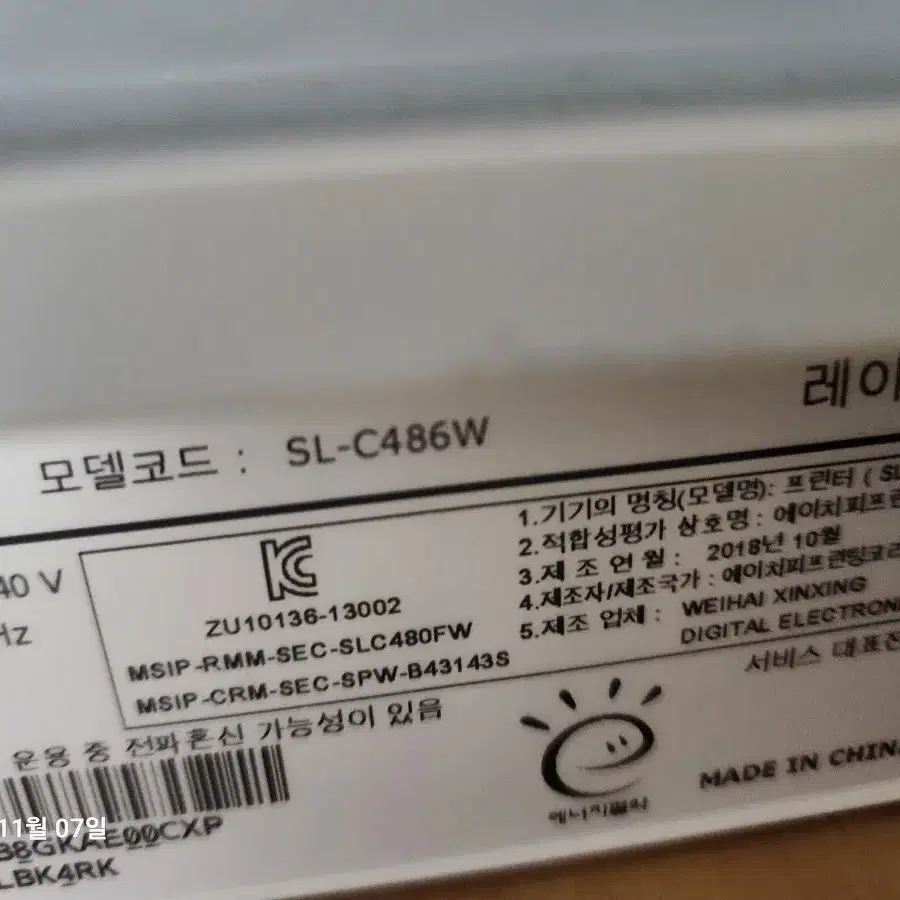 레이
모델코드 : SL-C486W
40 V
Hz
KC
ZU10136-13002
MSIP-RMM-SEC-SLC480FW
MSIP-CRM-SEC-SPW-B43143S
1.기기의 명칭(모델명): 프린터 ( SL
2.적합성평가 상호명 : 에이치피프린
3.제 조 연 월 : 2018년 10월
4.제조자/제조국가 : 에이치피프린팅코리
5.제조 업체 : WEIHAI XINXING
DIGITAL ELECTRON
서비스 대표전
운용 중 전파혼신 가능성이 있음
에너지절약
MADE IN CHINA
11월 07일
B8GKAE00CXP
LBK4RK